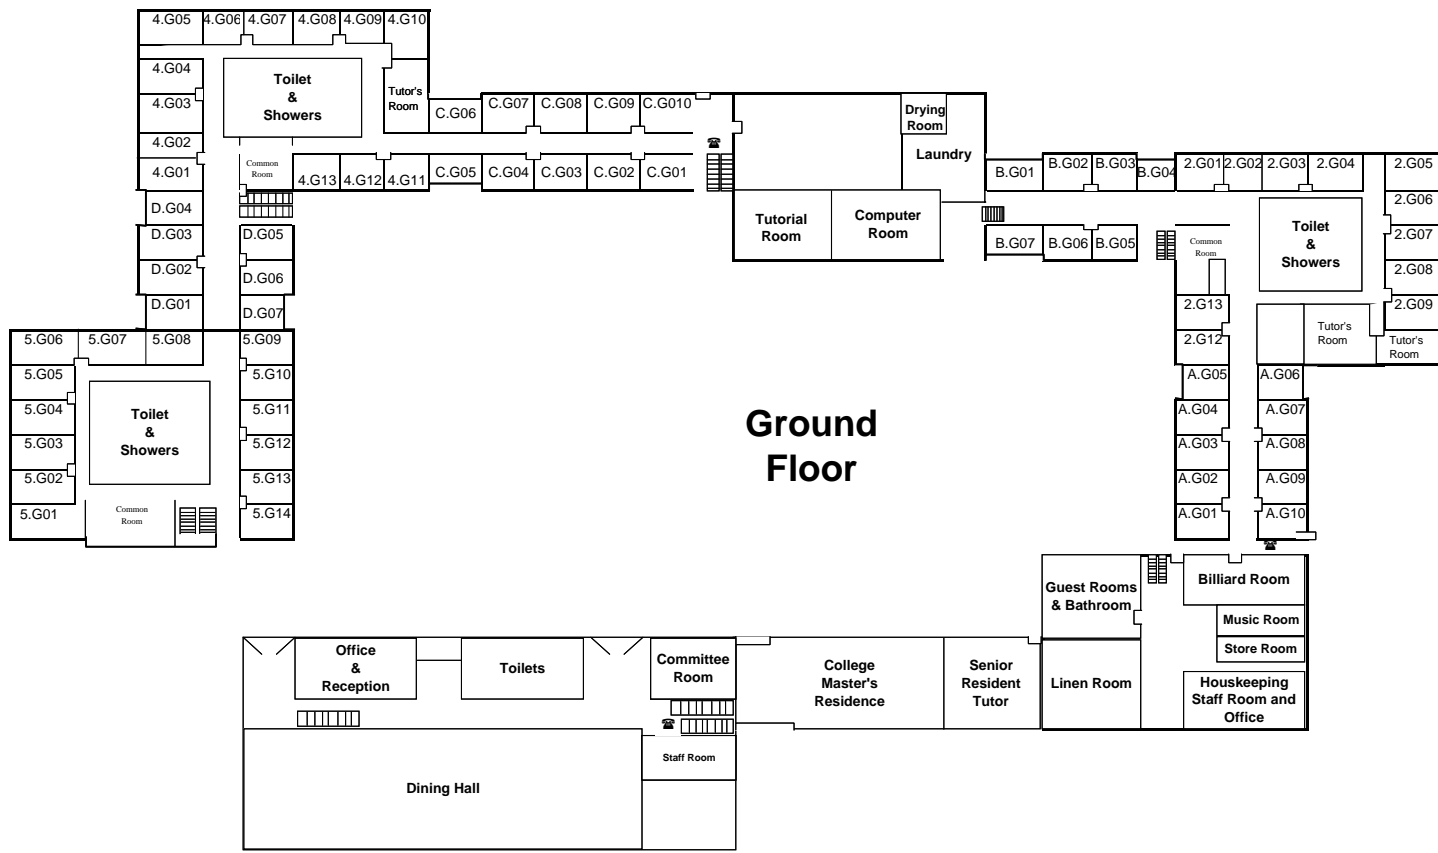 4.G05 4.G06 4.G07 4.G08 4.G09 4.G10
4.G04
4.G03
4.G02
4.G01
Toilet
&
Showers
Tutor's
Room
Common
Room
4.G13 4.G12 4.G11
C.G06 C.G07 C.G08 C.G09 C.G010
C.G05 C.G04 C.G03 C.G02 C.G01
Drying
Room
Laundry
Tutorial
Room
Computer
Room
B.G01 B.G02 B.G03 B.G04
B.G07 B.G06 B.G05
2.G01 2.G02 2.G03 2.G04 2.G05
2.G06
2.G07
2.G08
2.G09
Toilet
&
Showers
Common
Room
Tutor's
Room
Tutor's
Room
2.G13
2.G12
D.G04
D.G03
D.G02
D.G01
D.G05
D.G06
D.G07
5.G06 5.G07 5.G08 5.G09
5.G05
5.G04
5.G03
5.G02
5.G01
Toilet
&
Showers
Common
Room
5.G10
5.G11
5.G12
5.G13
5.G14
Ground
Floor
A.G05 A.G06
A.G04 A.G07
A.G03 A.G08
A.G02 A.G09
A.G01 A.G10
Guest Rooms
& Bathroom
Billiard Room
Music Room
Store Room
Linen Room
Houskeeping
Staff Room and
Office
Office
&
Reception
Toilets
Committee
Room
College
Master's
Residence
Senior
Resident
Tutor
Staff Room
Dining Hall